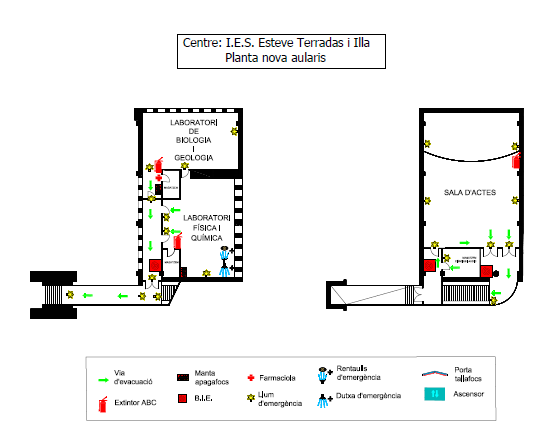 Centre: I.E.S. Esteve Terradas i Illa
Planta nova aularis
LABORATORI
DE
BIOLOGIA
I
GEOLOGIA
SALA D'ACTES
LABORATORI
FÍSICA I
QUÍMICA
Via
d'evacuació
Manta
apagafocs
Farmaciola
Rentaulls
d'emergència
Porta
tallafocs
Extintor ABC
B.I.E.
Llum
d'emergència
Dutxa d'emergència
Ascensor